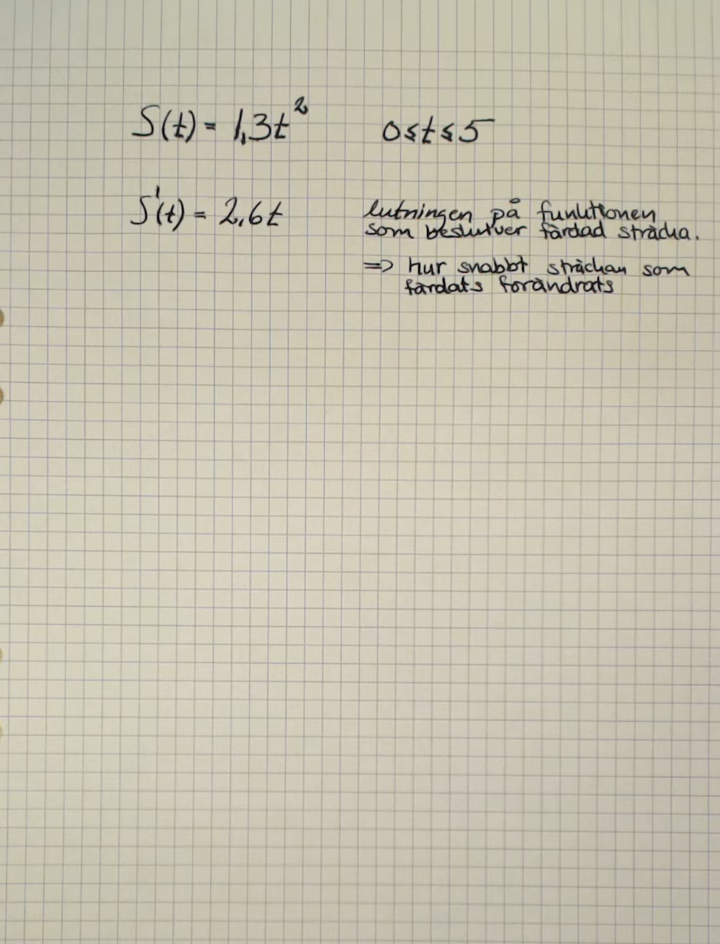 S(t) = 1,3t² 0≤t≤5
S'(t) = 2,6t lutningen på funktionen
som beskriver färdad sträcka.
=> hur snabbt sträckan som
färdats förändrats